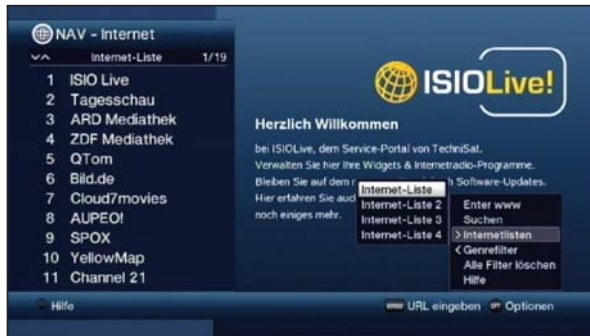 NAV - Internet
Internet-Liste 1/19
1 ISIO Live
2 Tagesschau
3 ARD Mediathek
4 ZDF Mediathek
5 QTom
6 Bild.de
7 Cloud7movies
8 AUPEO!
9 SPOX
10 YellowMap
11 Channel 21
ISIOLive!
Herzlich Willkommen
bei ISIOLive, dem Service-Portal von TechniSat.
Verwalten Sie hier Ihre Widgets & Internetradio-Programme.
Bleiben Sie auf dem Software-Updates.
Hier erfahren Sie auch
noch einiges mehr.
Internet-Liste
Internet-Liste 2
Internet-Liste 3
Internet-Liste 4
Enter www
Suchen
> Internetlisten
< Genrefilter
Alle Filter löschen
Hilfe
Hilfe
URL eingeben
Optionen